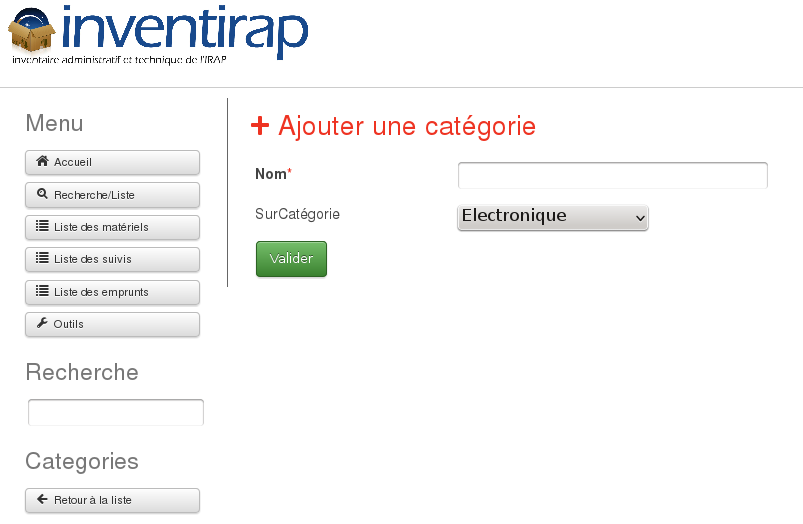 inventirap
inventaire administratif et technique de l'IRAP
Menu
Accueil
Recherche/Liste
Liste des matériels
Liste des suivis
Liste des emprunts
Outils
Recherche
Categories
Retour à la liste
Ajouter une catégorie
Nom*
SurCatégorie Electronique
Valider